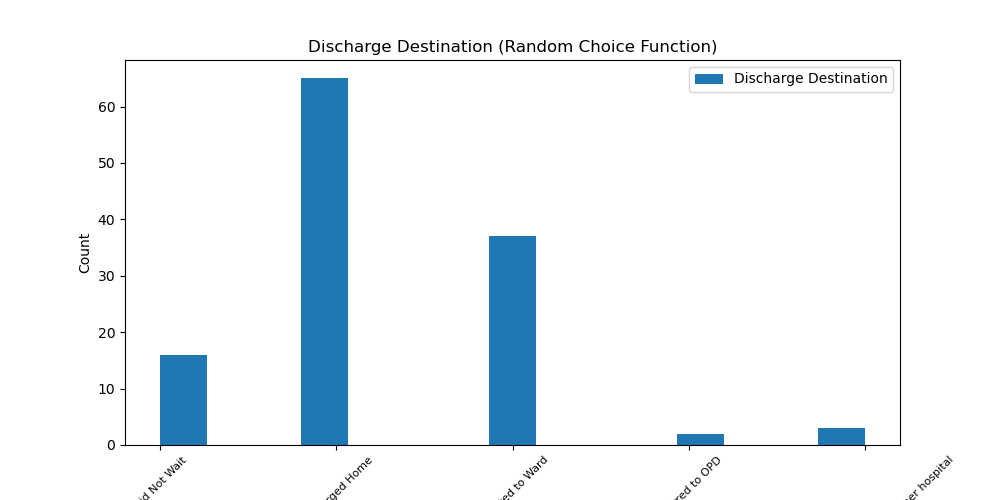 Discharge Destination (Random Choice Function)
Discharge Destination
Count
60
50
40
30
20
10
0
Not Wait
Home
to Ward
to OPD
hospital